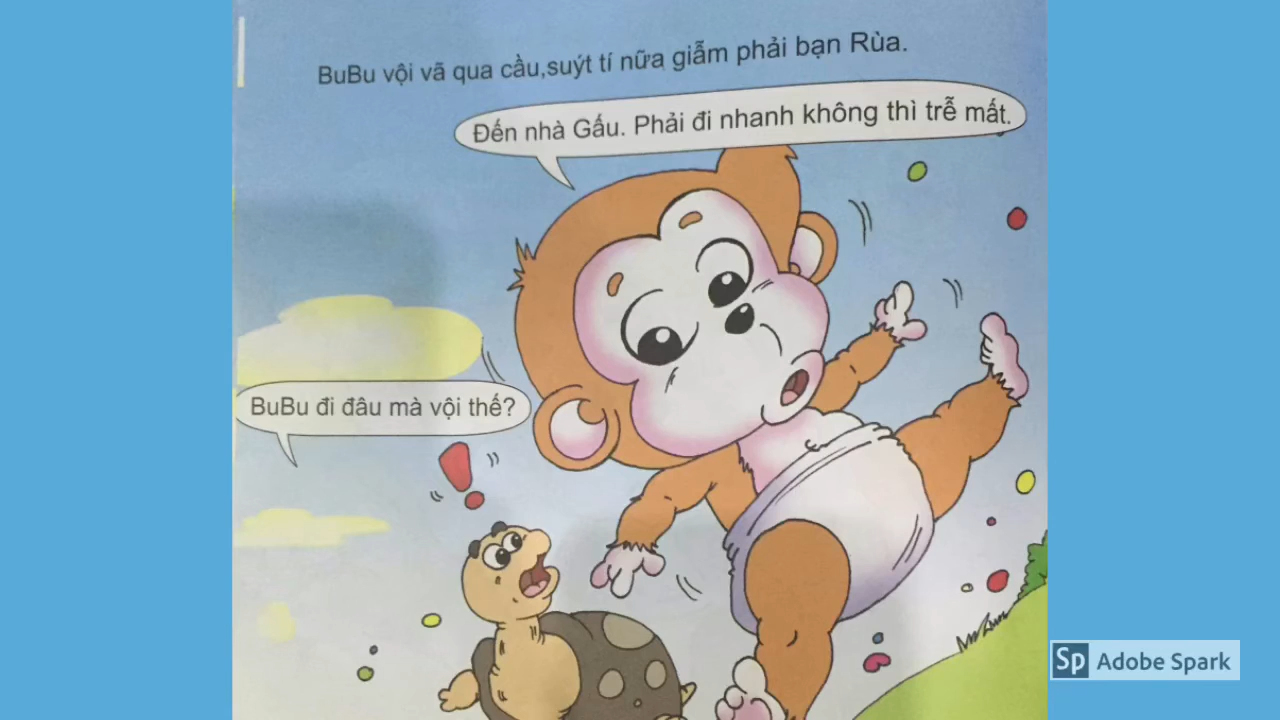 BuBu vội vã qua cầu,suýt tí nữa giẫm phải bạn Rùa.
Đến nhà Gấu. Phải đi nhanh không thì trễ mất.
BuBu đi đâu mà vội thế?
Sp Adobe Spark